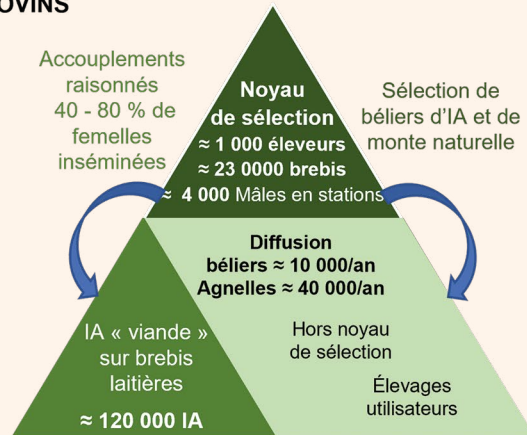 OVINS
Accouplements
raisonnés
40 - 80 % de
femelles
inséminées
Noyau
de sélection
≈ 1 000 éleveurs
≈ 23 0000 brebis
≈ 4 000 Mâles en stations
Sélection de
béliers d’IA et de
monte naturelle
Diffusion
béliers ≈ 10 000/an
Agnelles ≈ 40 000/an
IA « viande »
sur brebis
laitières
≈ 120 000 IA
Hors noyau
de sélection
Élevages
utilisateurs